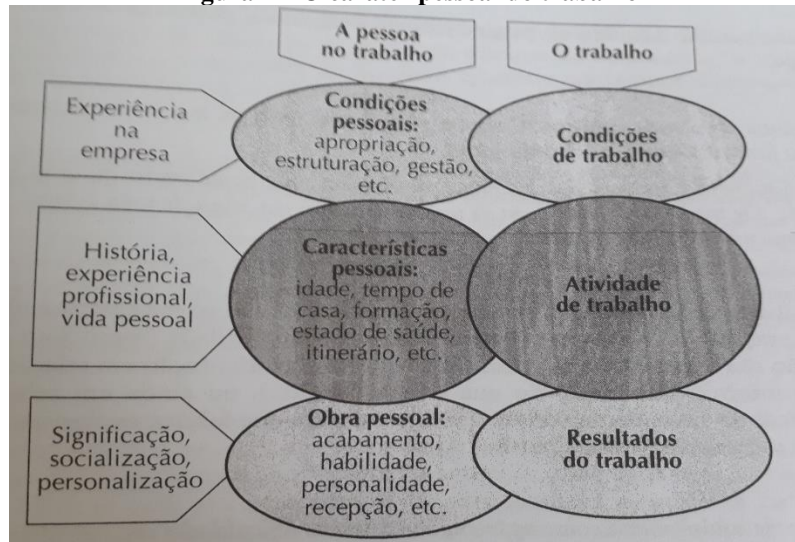 A pessoa
no trabalho
O trabalho
Experiência
na
empresa
Condições
pessoais:
apropriação,
estruturação, gestão,
etc.
Condições
de trabalho
História,
experiência
profissional,
vida pessoal
Características
pessoais:
idade, tempo de
casa, formação,
estado de saúde,
itinerário, etc.
Atividade
de trabalho
Significação,
socialização,
personalização
Obra pessoal:
acabamento,
habilidade,
personalidade,
recepção, etc.
Resultados
do trabalho